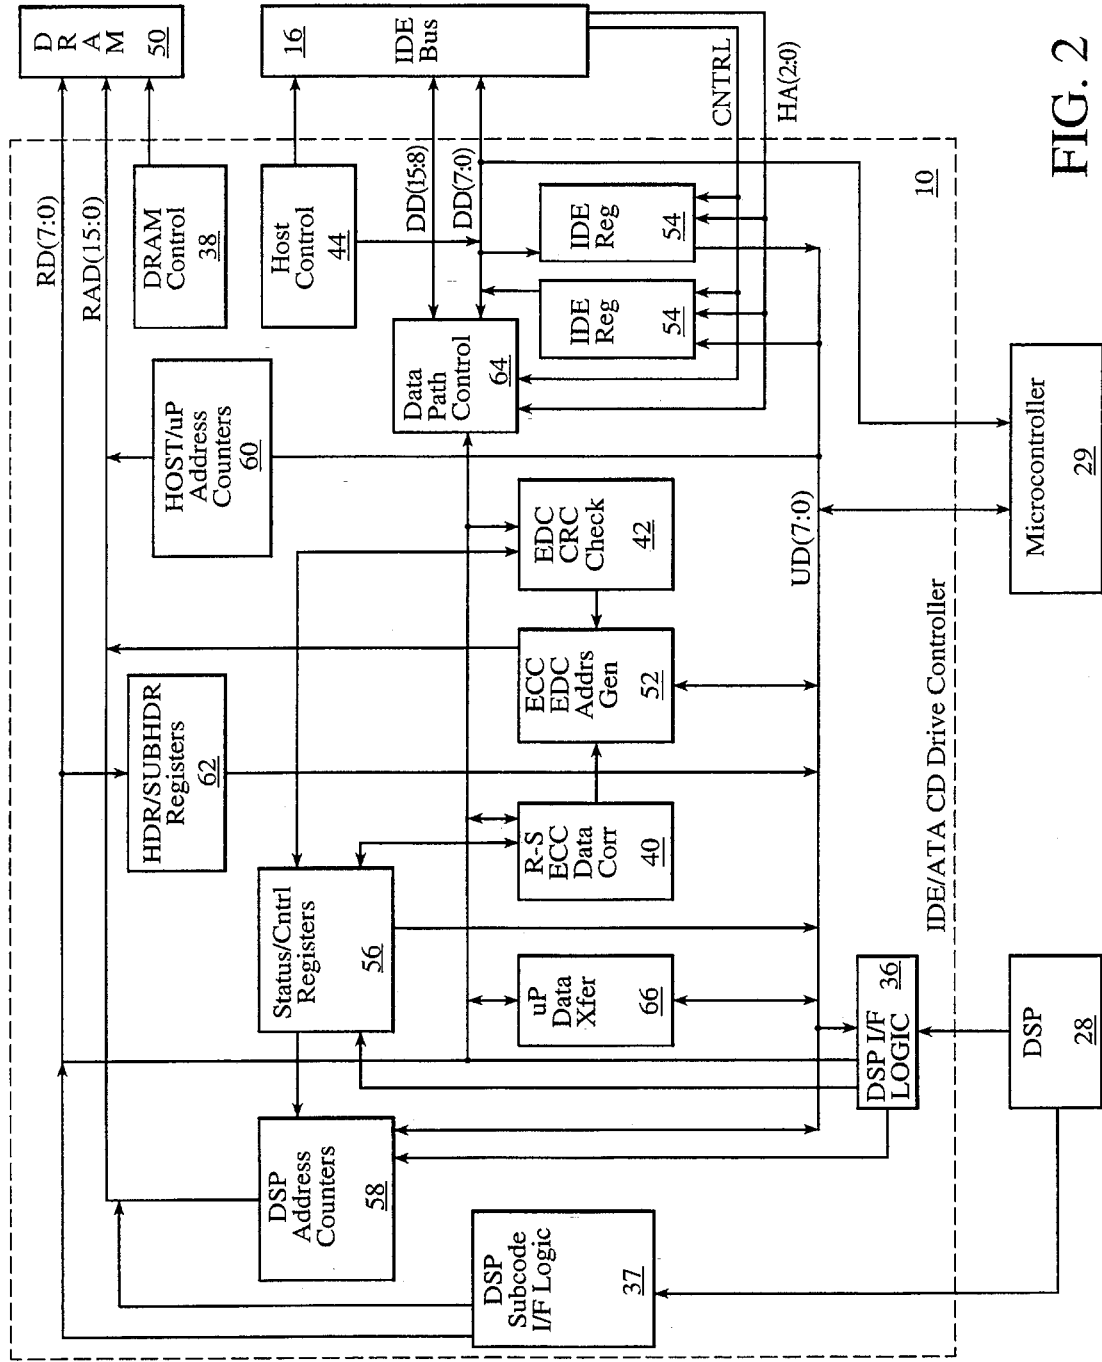 D
R
A
M
50
16
IDE
Bus
RD(7:0)
RAD(15:0)
DRAM
Control
38
Host
Control
44
DD(15:8)
DD(7:0)
CNTRL
HA(2:0)
IDE
Reg
54
IDE
Reg
54
10
HOST/uP
Address
Counters
60
Data
Path
Control
64
HDR/SUBHDR
Registers
62
EDC
CRC
Check
42
ECC
EDC
Addrs
Gen
52
UD(7:0)
Microcontroller
29
Status/Cntrl
Registers
56
R-S
ECC
Data
Corr
40
uP
Data
Xfer
66
DSP
Address
Counters
58
DSP I/F
LOGIC
36
IDE/ATA CD Drive Controller
DSP
Subcode
I/F Logic
37
DSP
28
FIG. 2